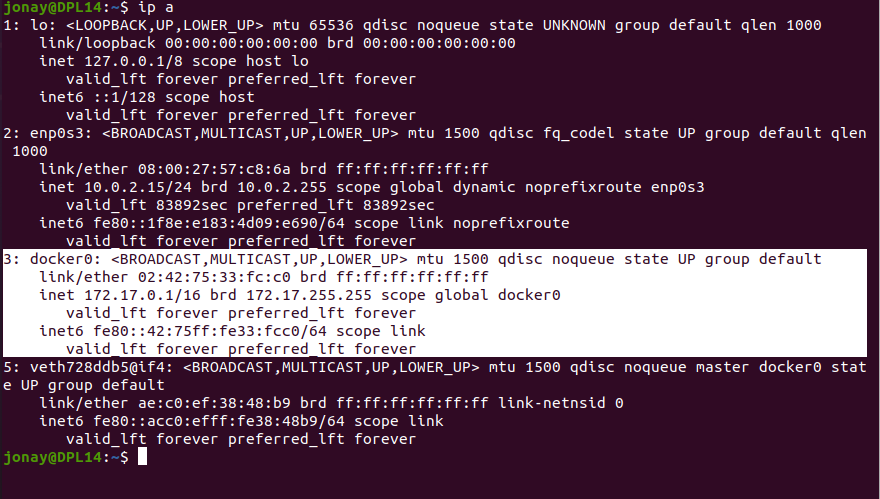 jonay@DPL14:~$ ip a
1: lo: <LOOPBACK,UP,LOWER_UP> mtu 65536 qdisc noqueue state UNKNOWN group default qlen 1000
    link/loopback 00:00:00:00:00:00 brd 00:00:00:00:00:00
    inet 127.0.0.1/8 scope host lo
       valid_lft forever preferred_lft forever
    inet6 ::1/128 scope host
       valid_lft forever preferred_lft forever
2: enp0s3: <BROADCAST,MULTICAST,UP,LOWER_UP> mtu 1500 qdisc fq_codel state UP group default qlen
 1000
    link/ether 08:00:27:57:c8:6a brd ff:ff:ff:ff:ff:ff
    inet 10.0.2.15/24 brd 10.0.2.255 scope global dynamic noprefixroute enp0s3
       valid_lft 83892sec preferred_lft 83892sec
    inet6 fe80::1f8e:e183:4d09:e690/64 scope link noprefixroute
       valid_lft forever preferred_lft forever
3: docker0: <BROADCAST,MULTICAST,UP,LOWER_UP> mtu 1500 qdisc noqueue state UP group default
    link/ether 02:42:75:33:fc:c0 brd ff:ff:ff:ff:ff:ff
    inet 172.17.0.1/16 brd 172.17.255.255 scope global docker0
       valid_lft forever preferred_lft forever
    inet6 fe80::42:75ff:fe33:fcc0/64 scope link
       valid_lft forever preferred_lft forever
5: veth728ddb5@if4: <BROADCAST,MULTICAST,UP,LOWER_UP> mtu 1500 qdisc noqueue master docker0 stat
e UP group default
    link/ether ae:c0:ef:38:48:b9 brd ff:ff:ff:ff:ff:ff link-netnsid 0
    inet6 fe80::acc0:efff:fe38:48b9/64 scope link
       valid_lft forever preferred_lft forever
jonay@DPL14:~$